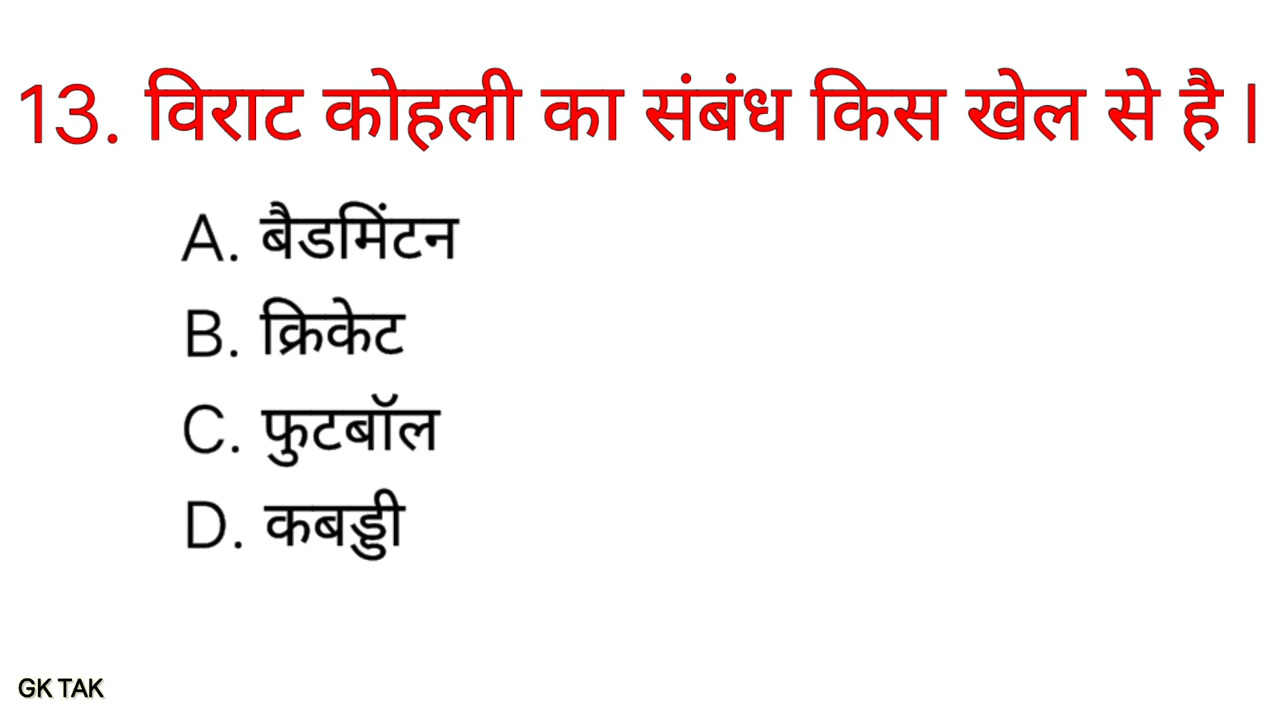 13. विराट कोहली का संबंध किस खेल से है |
A. बैडमिंटन
B. क्रिकेट
C. फुटबॉल
D. कबड्डी
GK TAK